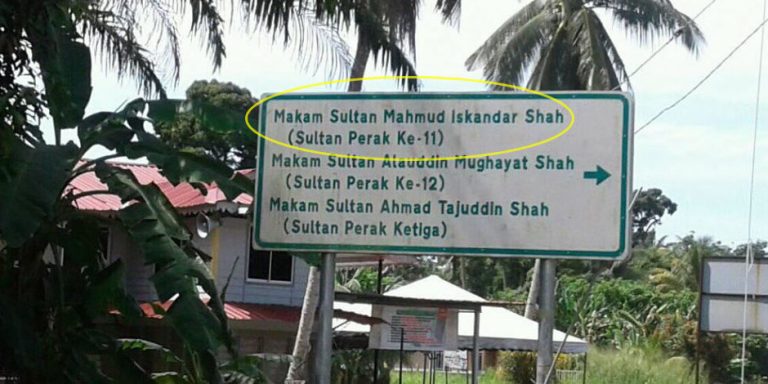 Makam Sultan Mahmud Iskandar Shah
(Sultan Perak Ke-11)
Makam Sultan Alauddin Mughayat Shah
(Sultan Perak Ke-12)
Makam Sultan Ahmad Tajuddin Shah
(Sultan Perak Ketiga)